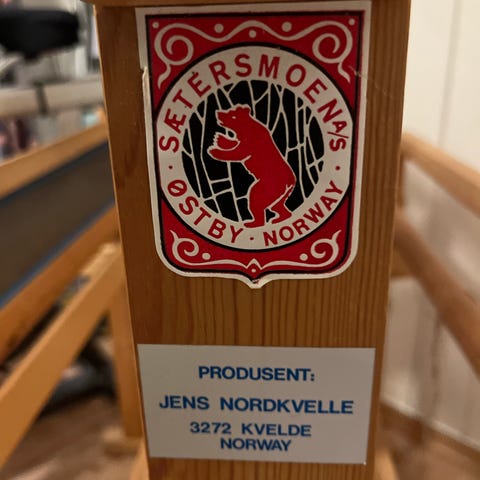 SÆTERSMOEN A/S
ØSTBY · NORWAY
PRODUSENT:
JENS NORDKVELLE
3272 KVELDE
NORWAY